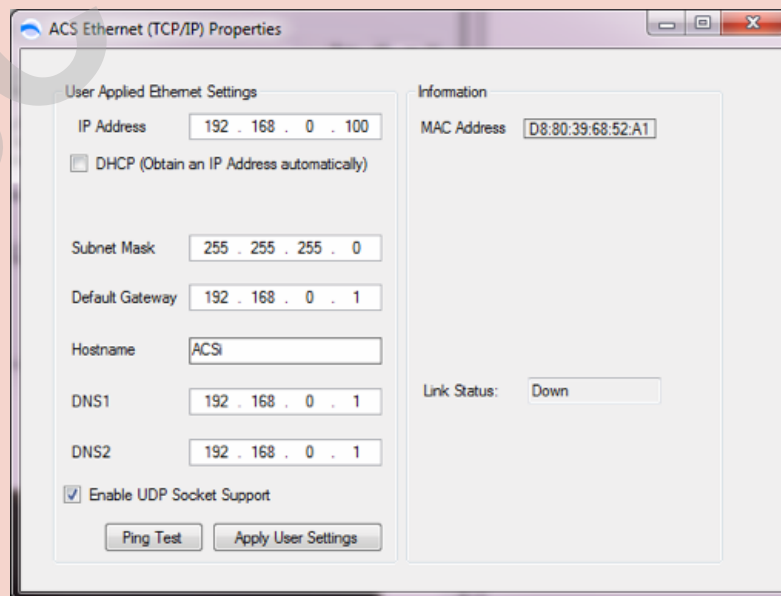 ACS Ethernet (TCP/IP) Properties
User Applied Ethernet Settings
IP Address 192 . 168 . 0 . 100
DHCP (Obtain an IP Address automatically)
Subnet Mask 255 . 255 . 255 . 0
Default Gateway 192 . 168 . 0 . 1
Hostname ACSi
DNS1 192 . 168 . 0 . 1
DNS2 192 . 168 . 0 . 1
Enable UDP Socket Support
Ping Test Apply User Settings
Information
MAC Address D8:80:39:68:52:A1
Link Status: Down